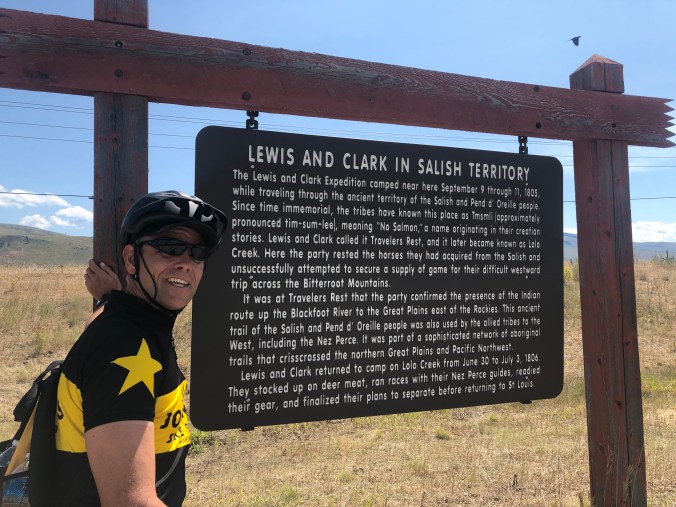 LEWIS AND CLARK IN SALISH TERRITORY
The Lewis and Clark Expedition camped near here September 9 through 11, 1805,
while traveling through the ancient territory of the Salish and Pend d' Oreille people.
Since time immemorial, the tribes have known this place as Tmsmli (approximately
pronounced tim-sum-lee), meaning "No Salmon," a name originating in their creation
stories. Lewis and Clark called it Travelers Rest, and it later became known as Lolo
Creek. Here the party rested the horses they had acquired from the Salish and
unsuccessfully attempted to secure a supply of game for their difficult westward
trip across the Bitterroot Mountains.
It was at Travelers Rest that the party confirmed the presence of the Indian
route up the Blackfoot River to the Great Plains east of the Rockies. This ancient
trail of the Salish and Pend d' Oreille people was also used by the allied tribes to the
West, including the Nez Perce. It was part of a sophisticated network of aboriginal
trails that crisscrossed the northern Great Plains and Pacific Northwest.
Lewis and Clark returned to camp on Lolo Creek from June 30 to July 3, 1806.
They stocked up on deer meat, ran races with their Nez Perce guides, readied
their gear, and finalized their plans to separate before returning to St Louis.